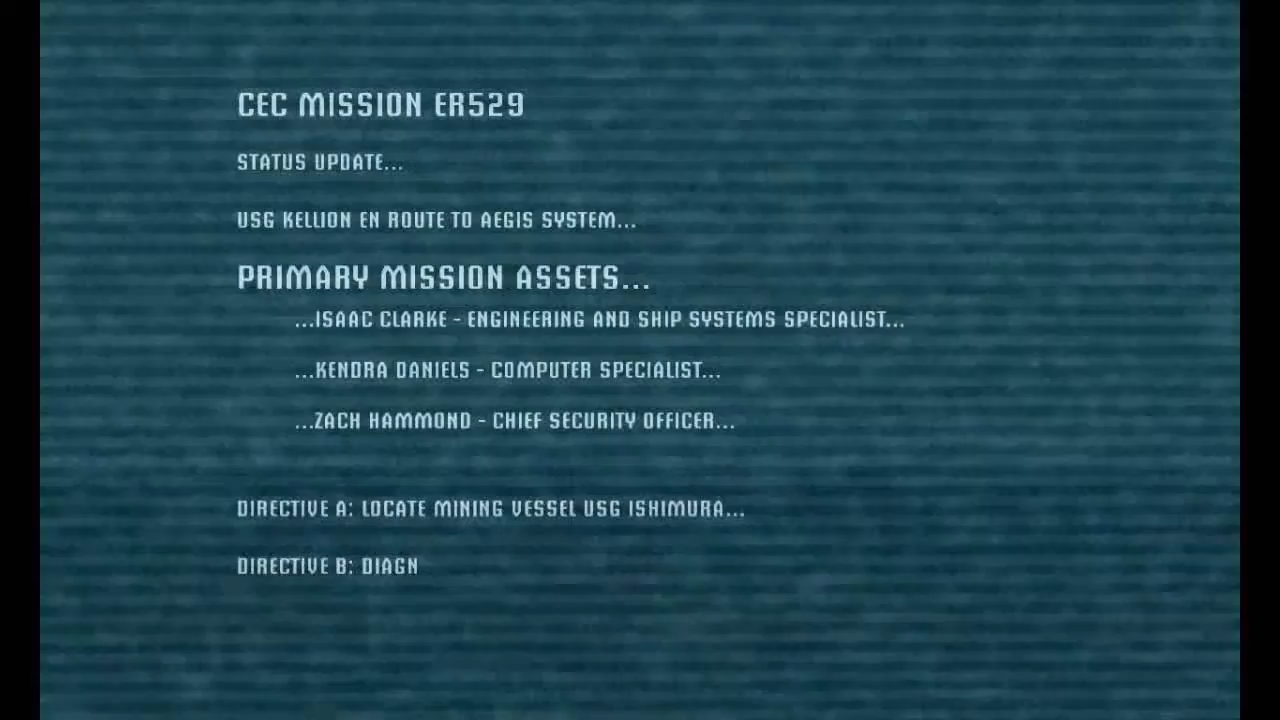 CEC MISSION ER529
STATUS UPDATE...
USG KELLION EN ROUTE TO AEGIS SYSTEM...
PRIMARY MISSION ASSETS...
...ISAAC CLARKE - ENGINEERING AND SHIP SYSTEMS SPECIALIST...
...KENDRA DANIELS - COMPUTER SPECIALIST...
...ZACH HAMMOND - CHIEF SECURITY OFFICER...
DIRECTIVE A: LOCATE MINING VESSEL USG ISHIMURA...
DIRECTIVE B: DIAGN